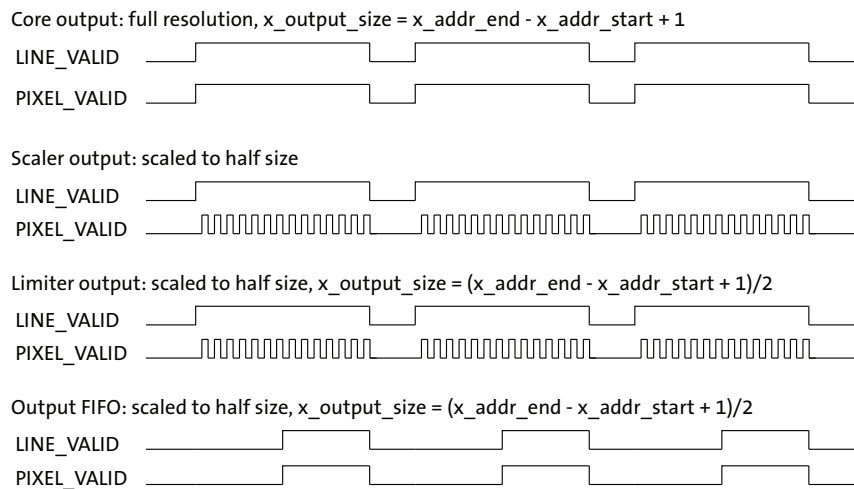 Core output: full resolution, x_output_size = x_addr_end - x_addr_start + 1
LINE_VALID
PIXEL_VALID
Scaler output: scaled to half size
LINE_VALID
PIXEL_VALID
Limiter output: scaled to half size, x_output_size = (x_addr_end - x_addr_start + 1)/2
LINE_VALID
PIXEL_VALID
Output FIFO: scaled to half size, x_output_size = (x_addr_end - x_addr_start + 1)/2
LINE_VALID
PIXEL_VALID